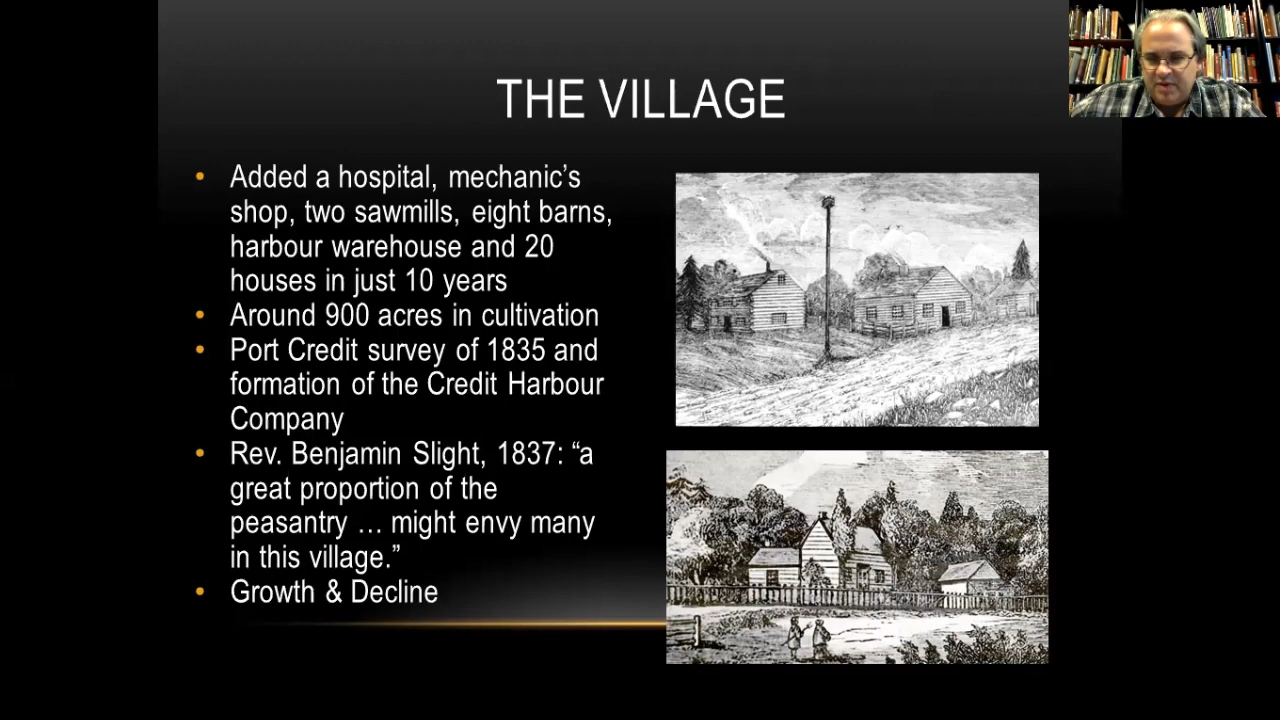 THE VILLAGE
• Added a hospital, mechanic’s
shop, two sawmills, eight barns,
harbour warehouse and 20
houses in just 10 years
• Around 900 acres in cultivation
• Port Credit survey of 1835 and
formation of the Credit Harbour
Company
• Rev. Benjamin Slight, 1837: “a
great proportion of the
peasantry … might envy many
in this village.”
• Growth & Decline